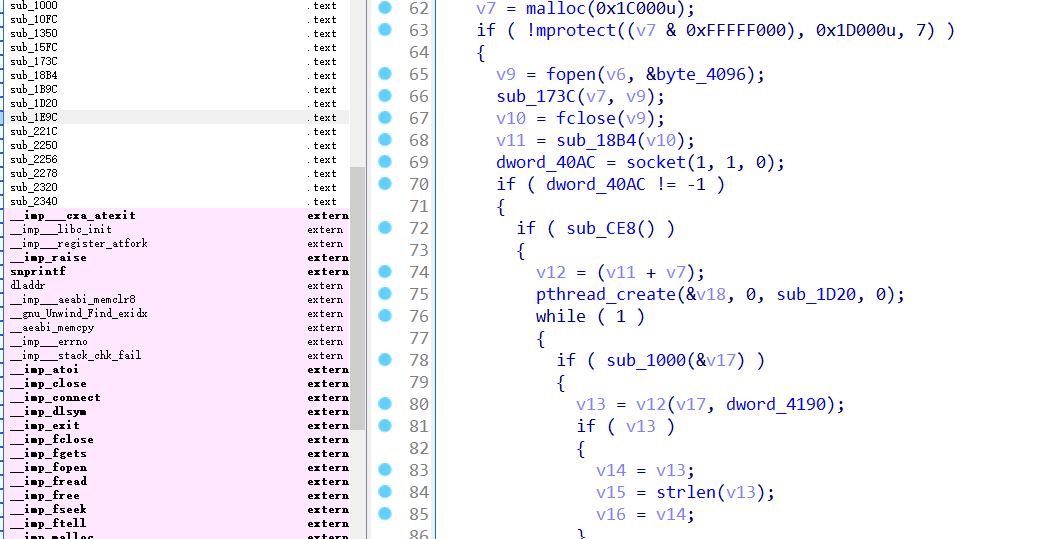 sub_1000 .text
sub_1350 .text
sub_15FC .text
sub_173C .text
sub_18B4 .text
sub_1B9C .text
sub_1D20 .text
sub_1E9C .text
sub_221C .text
sub_2250 .text
sub_2256 .text
sub_2278 .text
sub_2320 .text
sub_2340 .text
__imp___cxa_atexit extern
__imp___libc_init extern
__imp___register_atfork extern
__imp_raise extern
snprintf extern
dladdr extern
__imp___aeabi_memclr8 extern
__gnu_Unwind_Find_exidx extern
__aeabi_memcpy extern
__imp___errno extern
__imp___stack_chk_fail extern
__imp_atoi extern
__imp_close extern
__imp_connect extern
__imp_dlsym extern
__imp_exit extern
__imp_fclose extern
__imp_fgets extern
__imp_fopen extern
__imp_fread extern
__imp_free extern
__imp_fseek extern
__imp_ftell extern
__imp_malloc extern
62 v7 = malloc(0x1C000u);
63 if ( !mprotect((v7 & 0xFFFFF000), 0x1D000u, 7) )
64 {
65 v9 = fopen(v6, &byte_4096);
66 sub_173C(v7, v9);
67 v10 = fclose(v9);
68 v11 = sub_18B4(v10);
69 dword_40AC = socket(1, 1, 0);
70 if ( dword_40AC != -1 )
71 {
72 if ( sub_CE8() )
73 {
74 v12 = (v11 + v7);
75 pthread_create(&v18, 0, sub_1D20, 0);
76 while ( 1 )
77 {
78 if ( sub_1000(&v17) )
79 {
80 v13 = v12(v17, dword_4190);
81 if ( v13 )
82 {
83 v14 = v13;
84 v15 = strlen(v13);
85 v16 = v14;
86 }